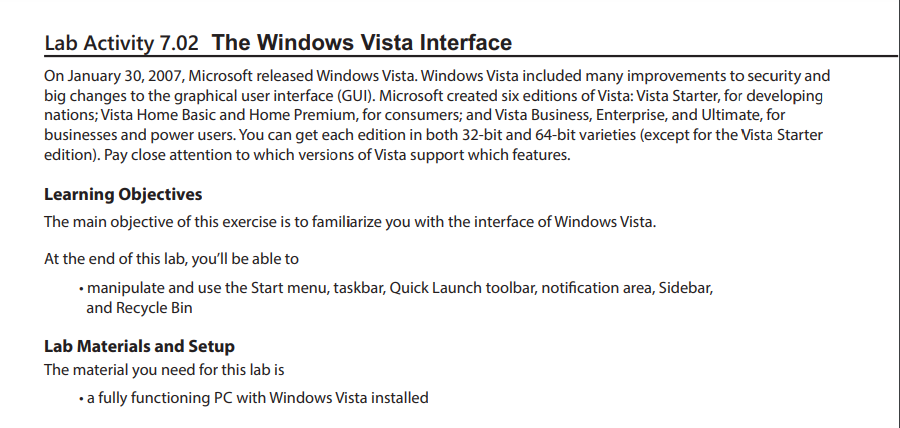 Lab Activity 7.02 The Windows Vista Interface
On January 30, 2007, Microsoft released Windows Vista. Windows Vista included many improvements to security and
big changes to the graphical user interface (GUI). Microsoft created six editions of Vista: Vista Starter, for developing
nations; Vista Home Basic and Home Premium, for consumers; and Vista Business, Enterprise, and Ultimate, for
businesses and power users. You can get each edition in both 32-bit and 64-bit varieties (except for the Vista Starter
edition). Pay close attention to which versions of Vista support which features.
Learning Objectives
The main objective of this exercise is to familiarize you with the interface of Windows Vista.
At the end of this lab, you'll be able to
• manipulate and use the Start menu, taskbar, Quick Launch toolbar, notification area, Sidebar,
and Recycle Bin
Lab Materials and Setup
The material you need for this lab is
• a fully functioning PC with Windows Vista installed